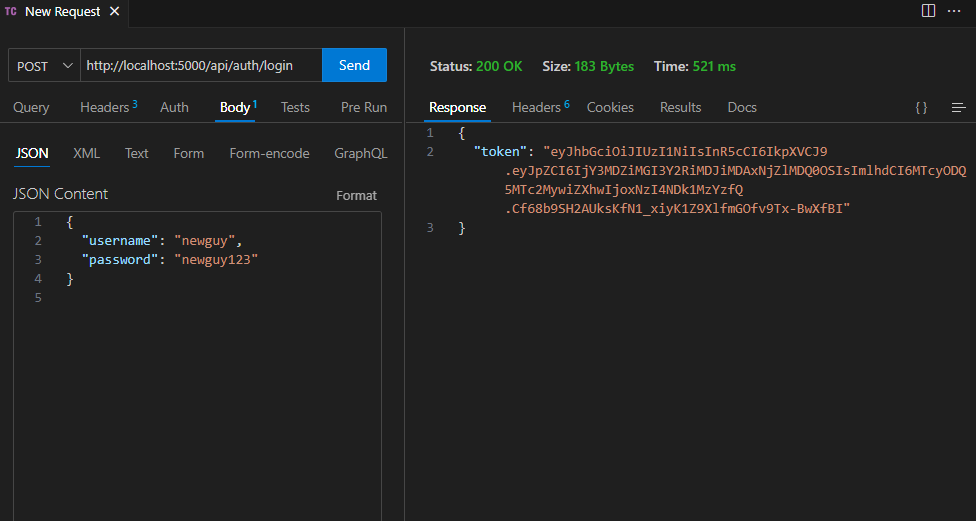 TC New Request
POST http://localhost:5000/api/auth/login Send
Query Headers 3 Auth Body 1 Tests Pre Run
JSON XML Text Form Form-encode GraphQL
JSON Content Format
1 {
2 "username": "newguy",
3 "password": "newguy123"
4 }
5
Status: 200 OK Size: 183 Bytes Time: 521 ms
Response Headers 6 Cookies Results Docs { }
1 {
2 "token": "eyJhbGciOiJIUzI1NiIsInR5cCI6IkpXVCJ9
.eyJpZCI6IjY3MDZiMGI3Y2RiMDJiMDAxNjZlMDQ0OSIsImlhdCI6MTcyODQ
5MTc2MywiZXhwIjoxNzI4NDk1MzYzfQ
.Cf68b9SH2AUksKfN1_xiyK1Z9XlfmGOfv9Tx-BwXfBI"
3 }